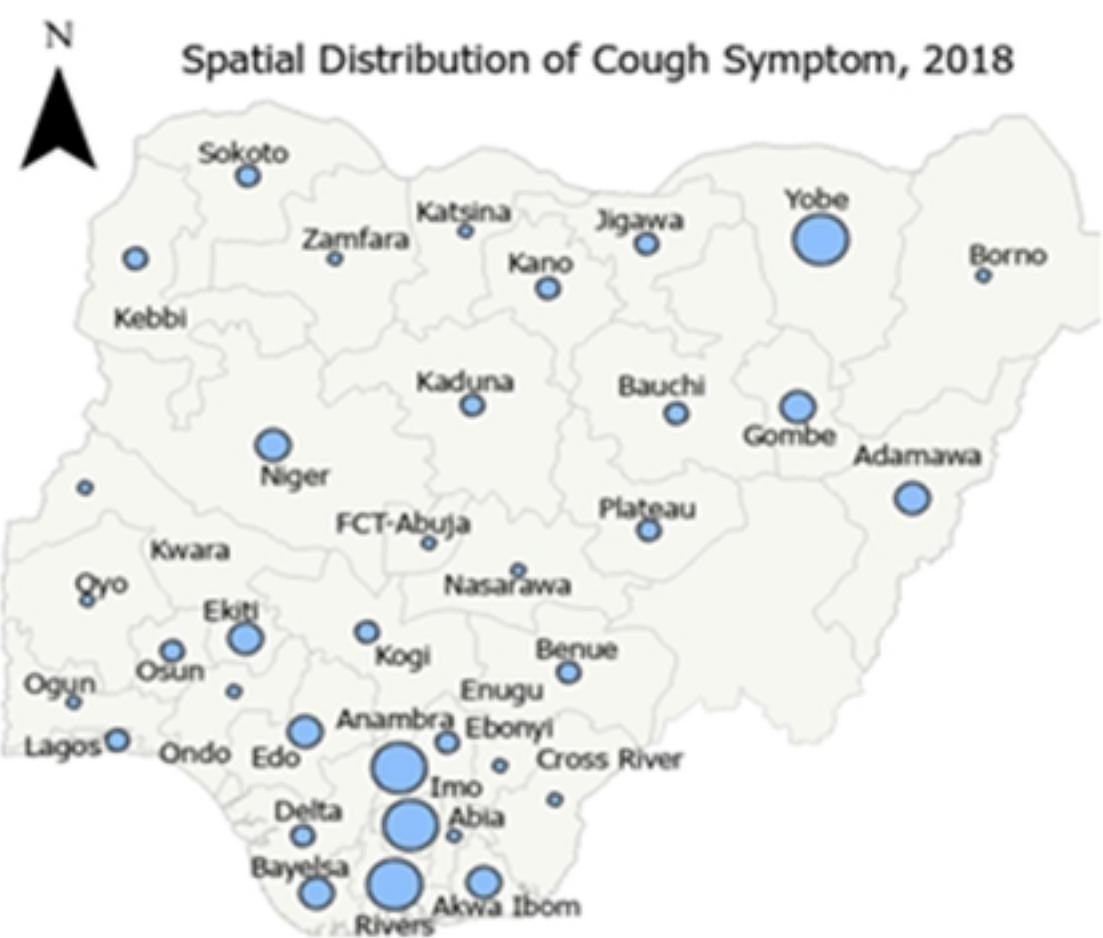 N
Spatial Distribution of Cough Symptom, 2018
Sokoto
Yobe
Katsina
Jigawa
Zamfara
Kano
Borno
Kebbi
Kaduna
Bauchi
Gombe
Adamawa
Niger
Plateau
FCT-Abuja
Kwara
Nasarawa
Oyo
Ekiti
Kogi
Benue
Osun
Ogun
Enugu
Anambra
Ebonyi
Lagos
Ondo
Edo
Cross River
Imo
Delta
Abia
Bayelsa
Akwa Ibom
Rivers